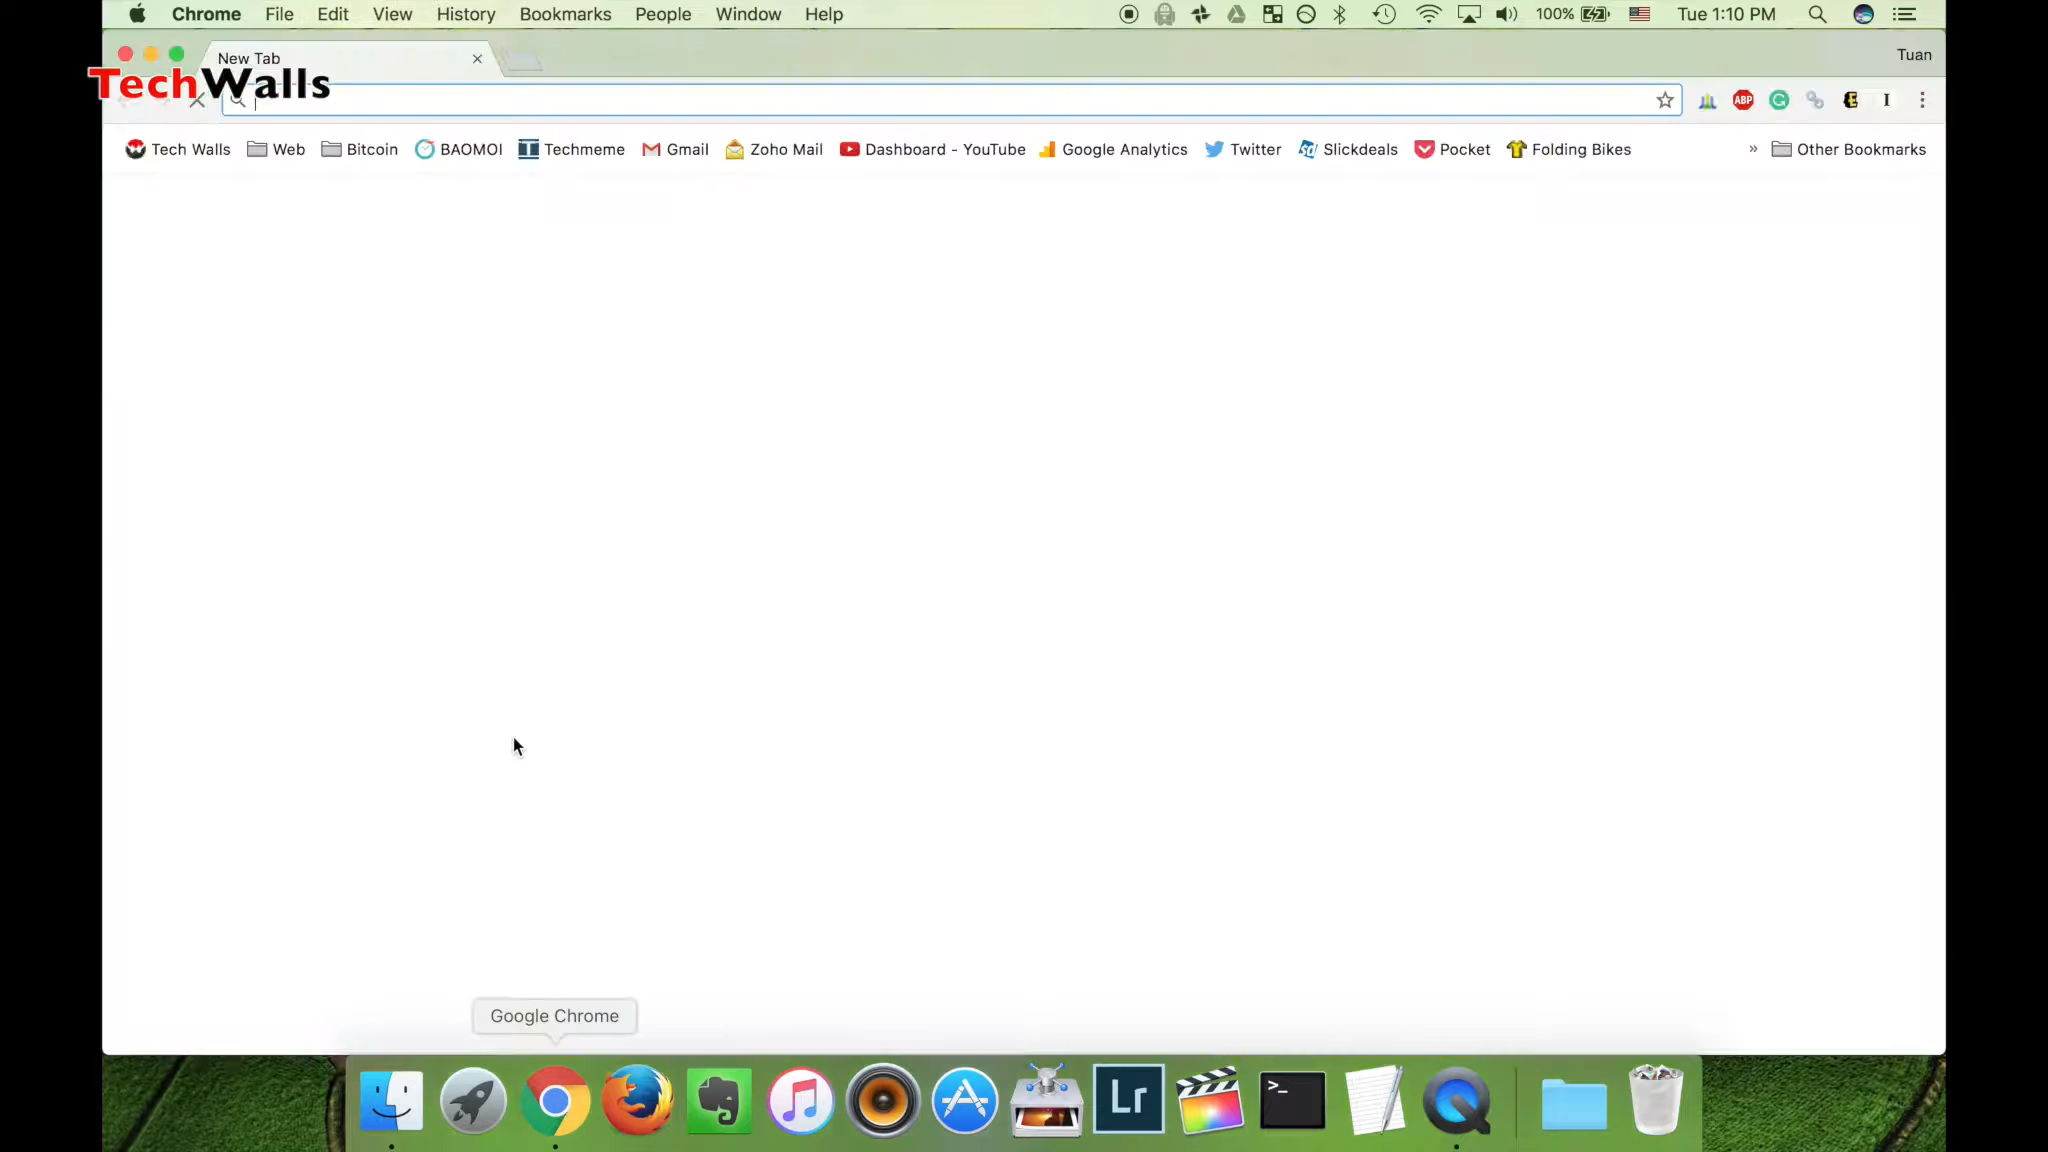 Chrome File Edit View History Bookmarks People Window Help 100% Tue 1:10 PM
New Tab Tuan
TechWalls
ABP
Tech Walls Web Bitcoin BAOMOI Techmeme Gmail Zoho Mail Dashboard - YouTube Google Analytics Twitter Slickdeals Pocket Folding Bikes » Other Bookmarks
Google Chrome
Lr >_